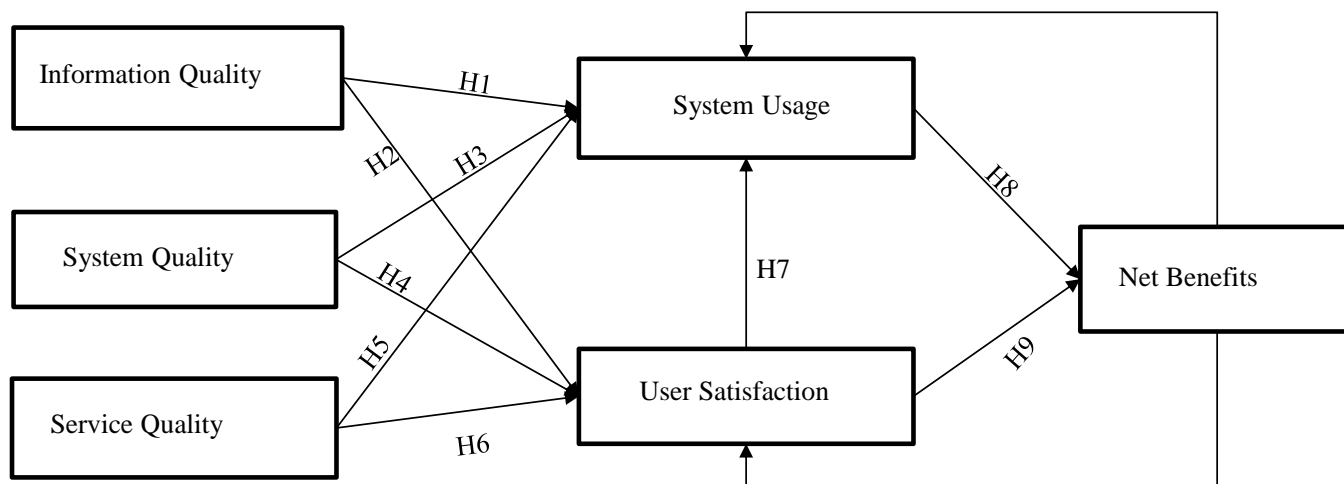 Information Quality
H1
System Usage
H2
H3
H8
System Quality
H4
H7
Net Benefits
H5
H9
User Satisfaction
Service Quality
H6